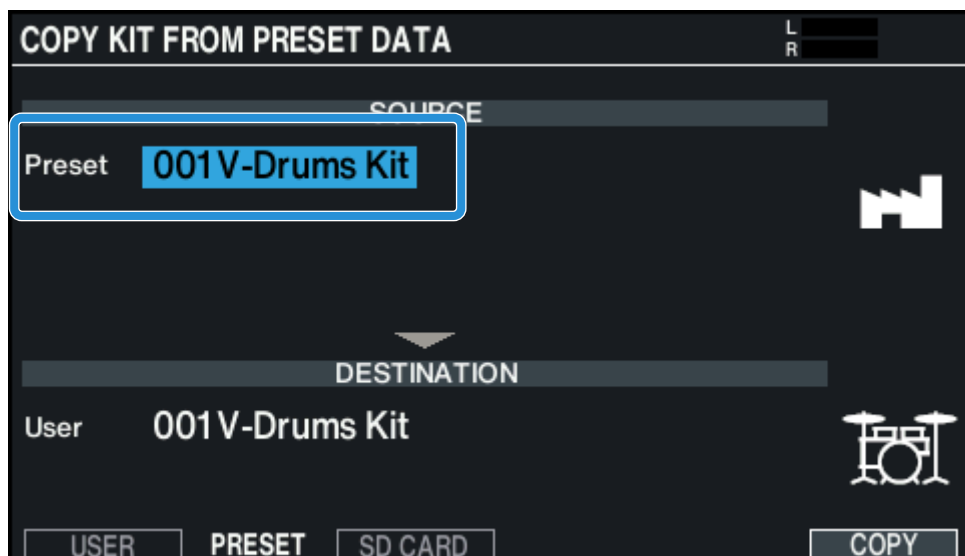 COPY KIT FROM PRESET DATA
L
R
SOURCE
Preset 001 V-Drums Kit
DESTINATION
User 001 V-Drums Kit
USER PRESET SD CARD COPY